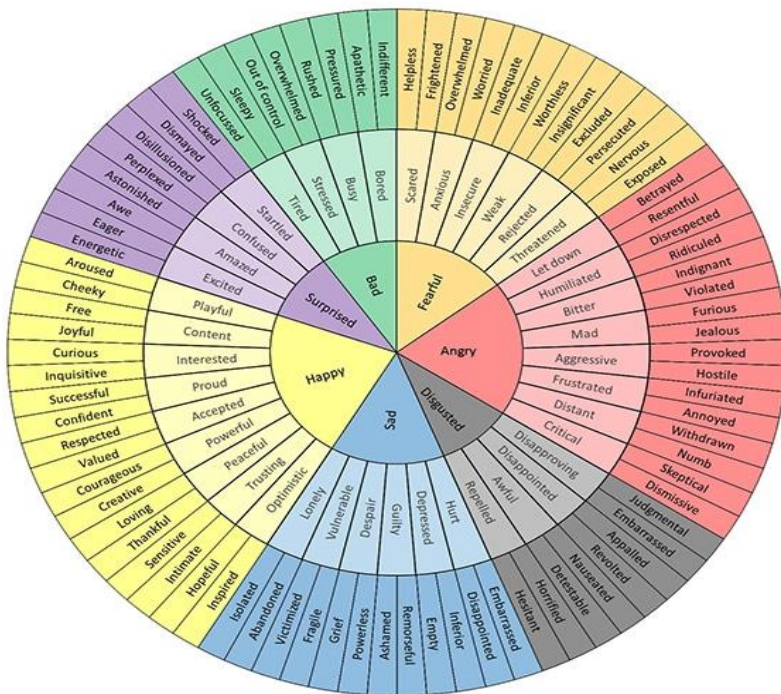 Fearful
Angry
Disgusted
Sad
Happy
Surprised
Bad
Scared
Anxious
Insecure
Weak
Rejected
Threatened
Let down
Humiliated
Bitter
Mad
Aggressive
Frustrated
Distant
Critical
Disapproving
Disappointed
Awful
Repelled
Hurt
Depressed
Guilty
Despair
Vulnerable
Lonely
Optimistic
Trusting
Peaceful
Powerful
Accepted
Proud
Interested
Content
Playful
Excited
Amazed
Confused
Startled
Tired
Stressed
Busy
Bored
Helpless
Frightened
Overwhelmed
Worried
Inadequate
Inferior
Worthless
Insignificant
Excluded
Persecuted
Nervous
Exposed
Betrayed
Resentful
Disrespected
Ridiculed
Indignant
Violated
Furious
Jealous
Provoked
Hostile
Infuriated
Annoyed
Withdrawn
Numb
Skeptical
Dismissive
Judgmental
Embarrassed
Appalled
Revolted
Nauseated
Detestable
Horrified
Hesitant
Embarrassed
Disappointed
Inferior
Empty
Remorseful
Ashamed
Powerless
Grief
Fragile
Victimized
Abandoned
Isolated
Inspired
Hopeful
Intimate
Sensitive
Thankful
Loving
Creative
Courageous
Valued
Respected
Confident
Successful
Inquisitive
Curious
Joyful
Free
Cheeky
Aroused
Energetic
Eager
Awe
Astonished
Perplexed
Disillusioned
Dismayed
Shocked
Unfocussed
Sleepy
Out of control
Overwhelmed
Rushed
Pressured
Apathetic
Indifferent